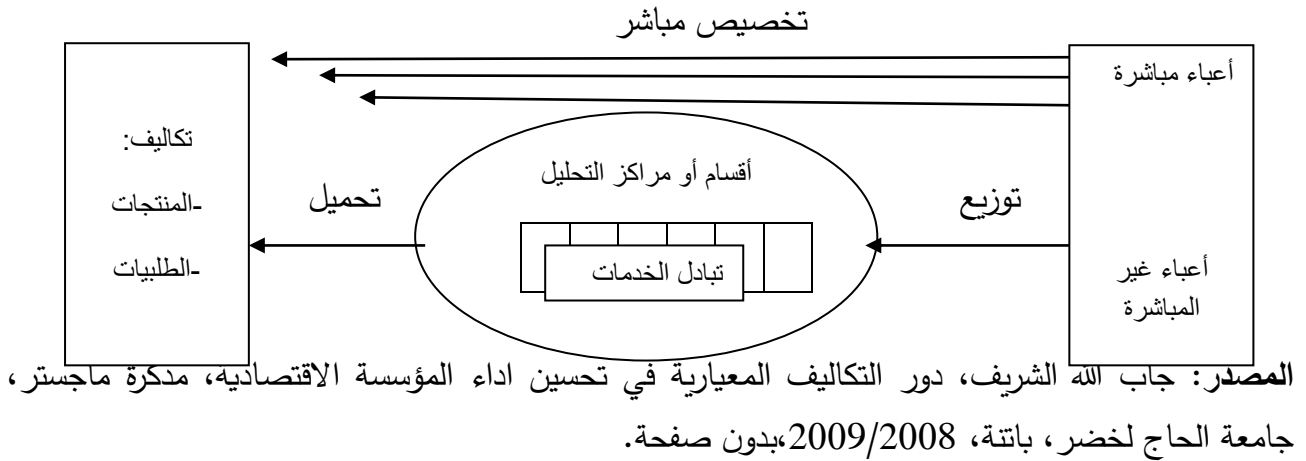 تخصيص مباشر
أعباء مباشرة
تكاليف:
أقسام أو مراكز التحليل
توزيع
تحميل
-المنتجات
-الطلبيات
تبادل الخدمات
أعباء غير
المباشرة
المصدر: جاب الله الشريف، دور التكاليف المعيارية في تحسين اداء المؤسسة الاقتصادية، مذكرة ماجستر،
جامعة الحاج لخضر، باتنة، 2009/2008،بدون صفحة.